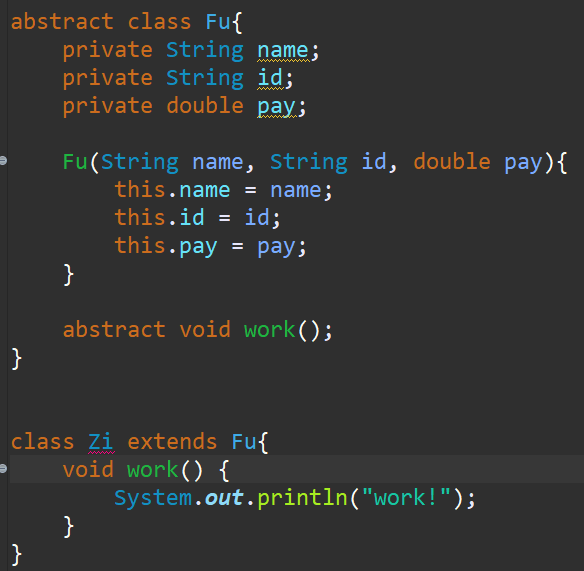 abstract class Fu{
    private String name;
    private String id;
    private double pay;
    Fu(String name, String id, double pay){
        this.name = name;
        this.id = id;
        this.pay = pay;
    }
    abstract void work();
}
class Zi extends Fu{
    void work() {
        System.out.println("work!");
    }
}